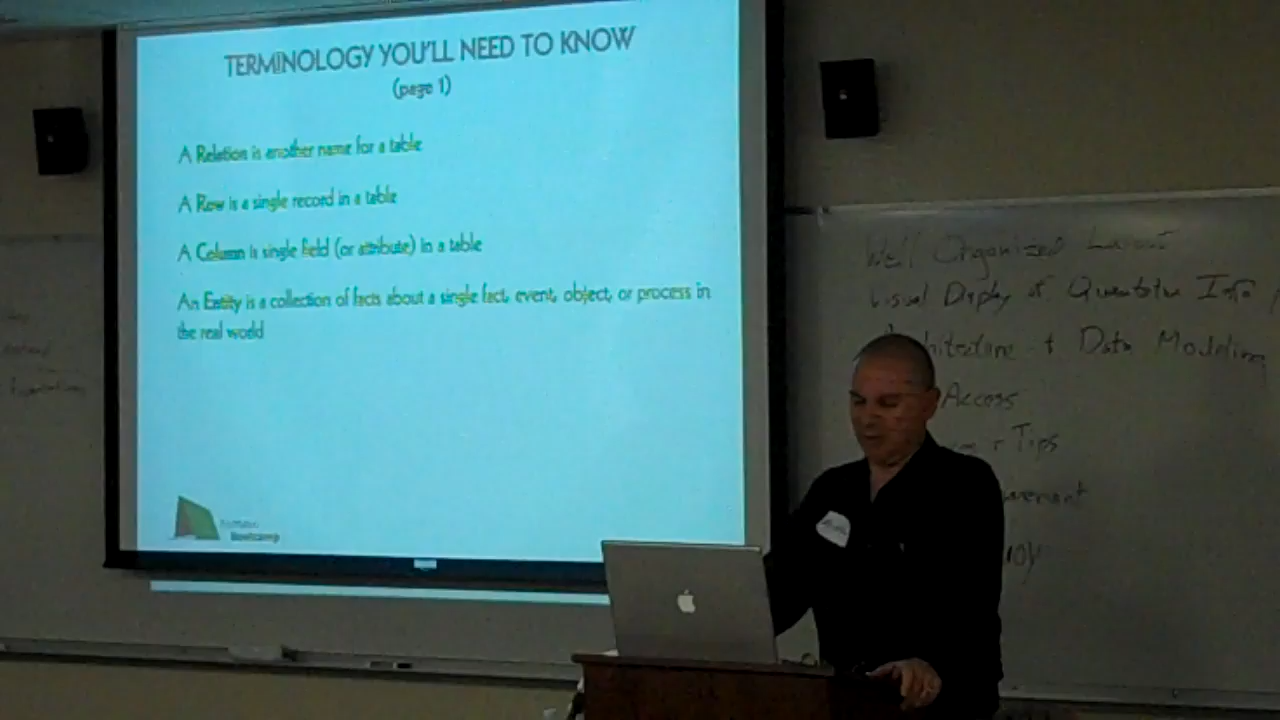 TERMINOLOGY YOU'LL NEED TO KNOW
(page 1)
A Relation is another name for a table
A Row is a single record in a table
A Column is single field (or attribute) in a table
An Entity is a collection of facts about a single fact, event, object, or process in
the real world
Bootcamp
Well Organized Layout
Visual Display of Quantitative Info
+ Data Modeling
Access
+ Tips